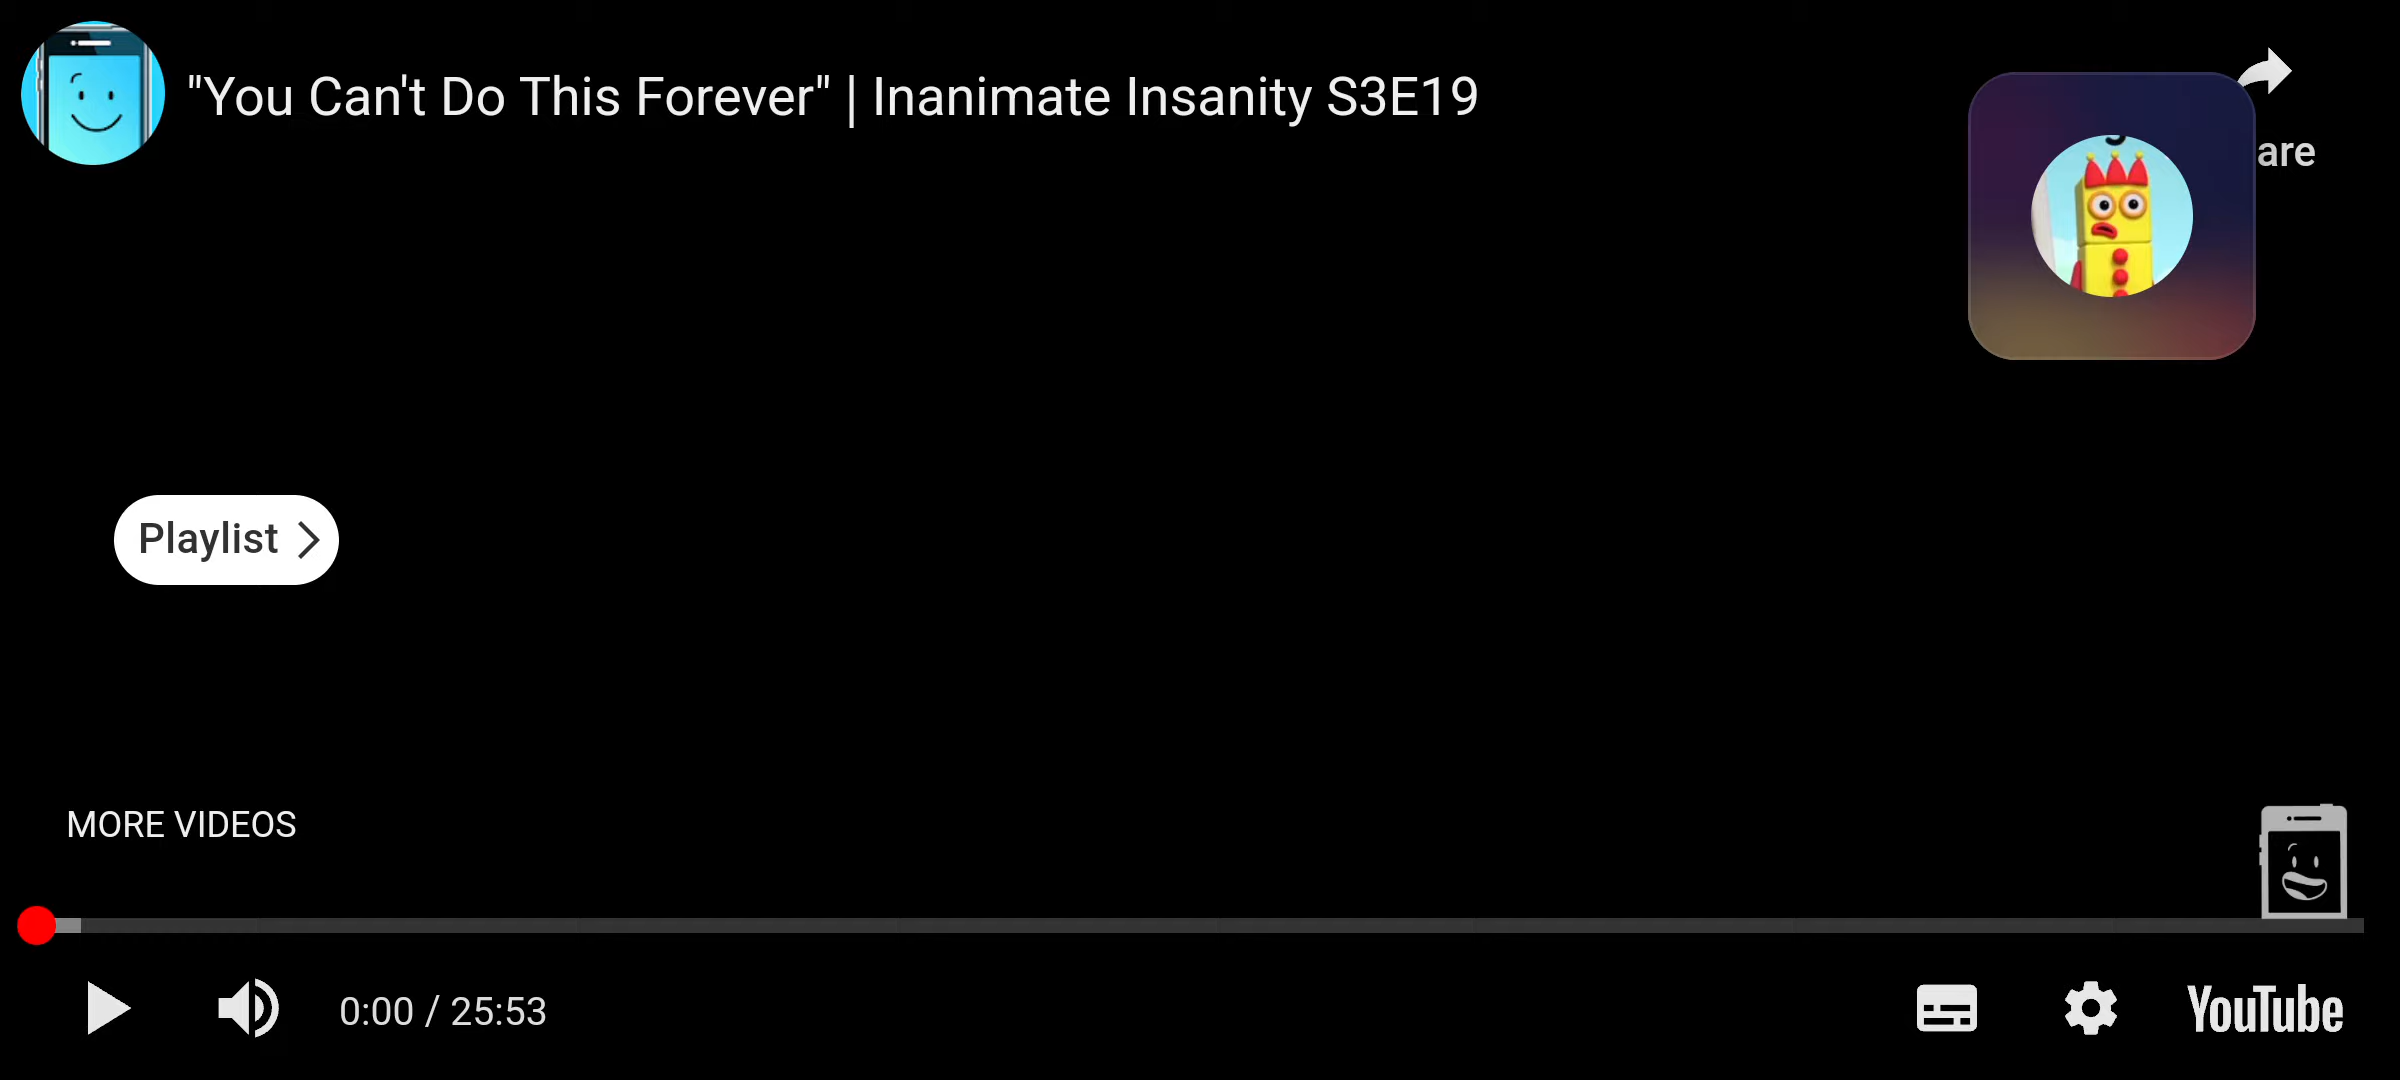 "You Can't Do This Forever" | Inanimate Insanity S3E19
are
Playlist
MORE VIDEOS
0:00 / 25:53
YouTube